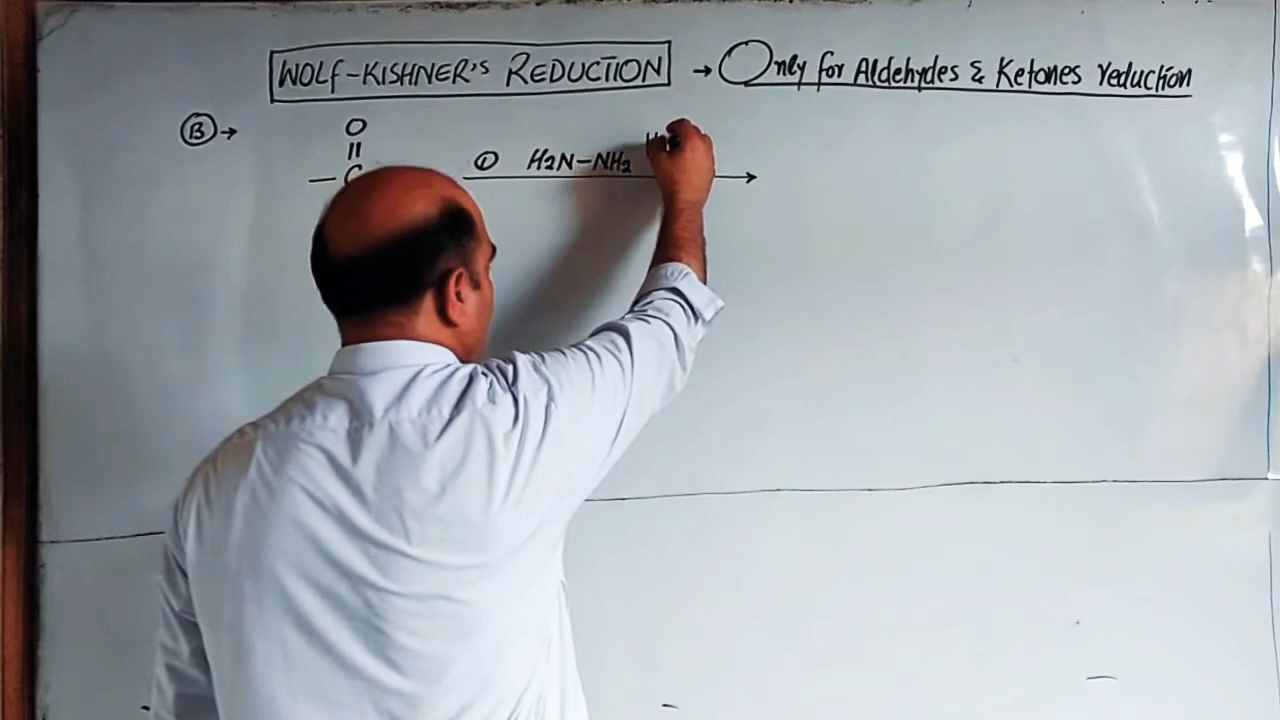 WOLF-KISHNER'S REDUCTION → Only for Aldehydes & Ketones reduction
B →
O
||
— C
① H2N-NH2